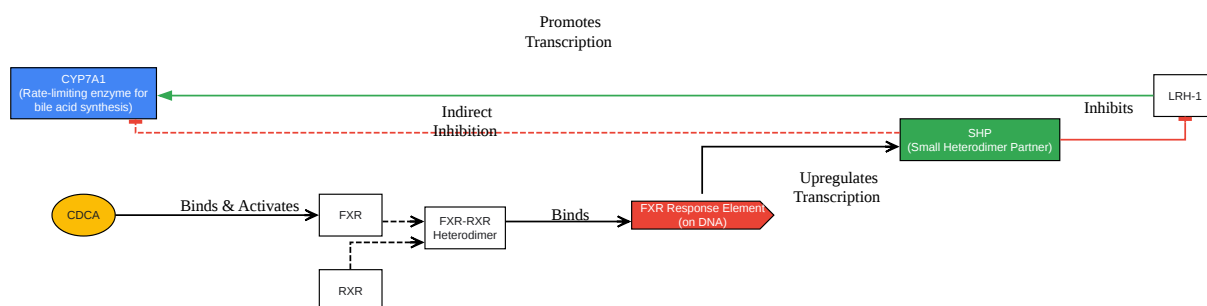 Promotes
Transcription
CYP7A1
(Rate-limiting enzyme for
bile acid synthesis)
LRH-1
Indirect
Inhibition
Inhibits
SHP
(Small Heterodimer Partner)
Upregulates
Transcription
CDCA
Binds & Activates
FXR
FXR-RXR
Heterodimer
Binds
FXR Response Element
(on DNA)
RXR